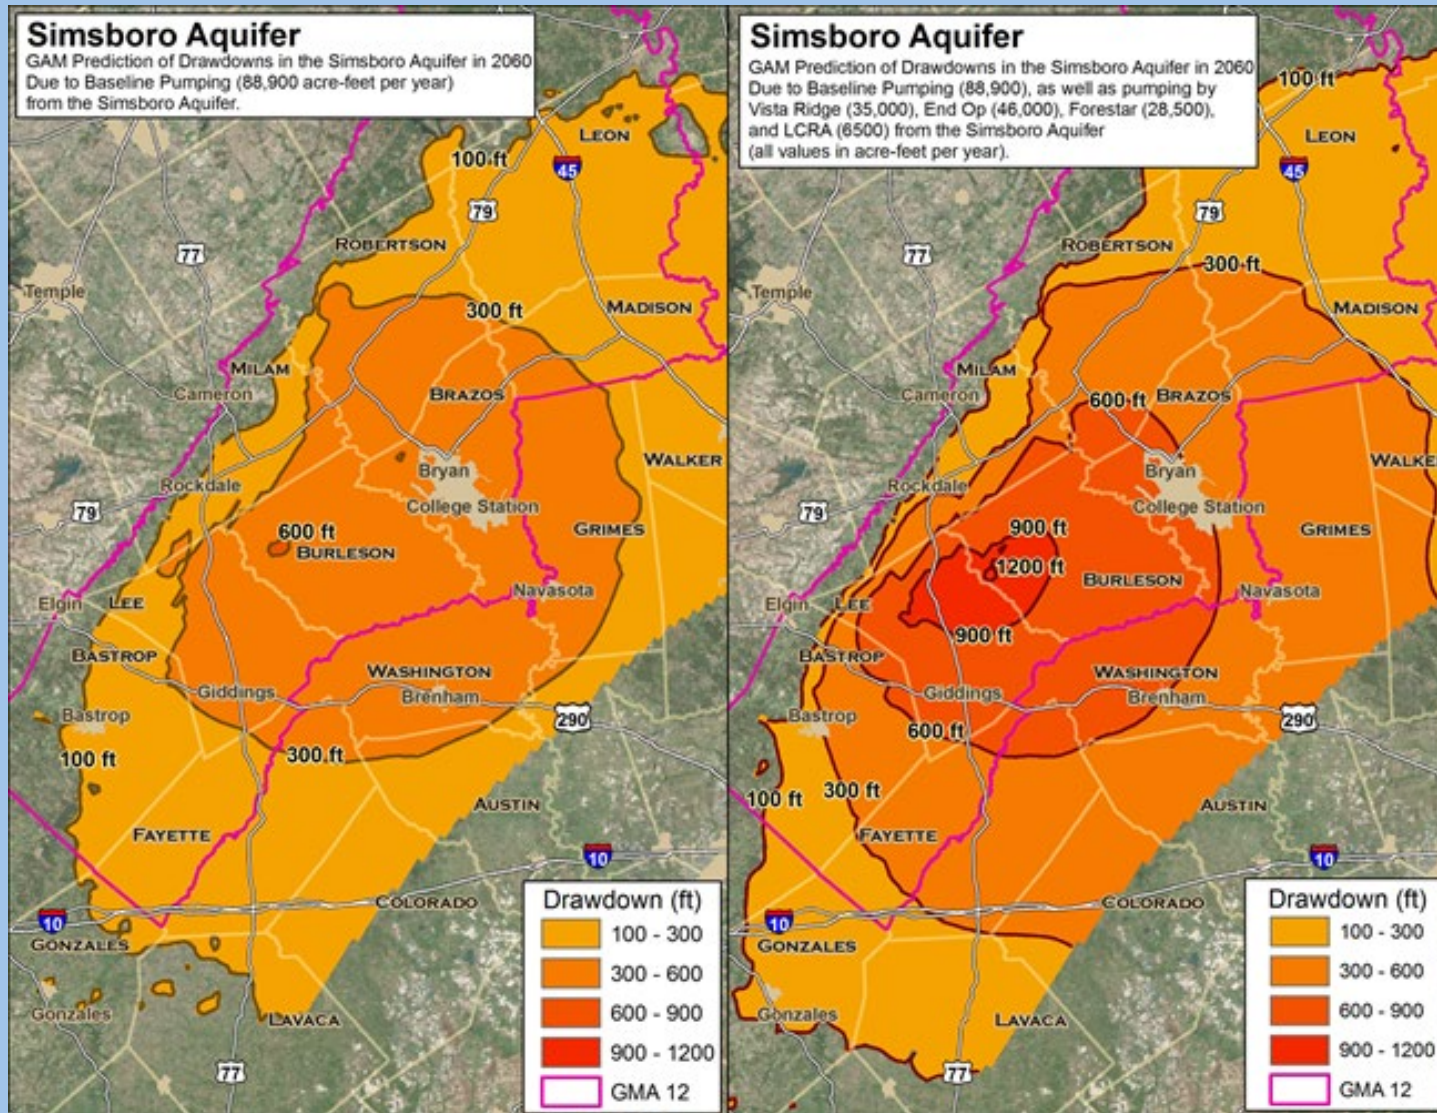 Simsboro Aquifer
GAM Prediction of Drawdowns in the Simsboro Aquifer in 2060
Due to Baseline Pumping (88,900 acre-feet per year)
from the Simsboro Aquifer.
LEON
100 ft
45
79
77
ROBERTSON
Temple
300 ft
MADISON
MILAM
Cameron
BRAZOS
Bryan
WALKER
Rockdale
College Station
79
600 ft
GRIMES
BURLESON
Navasota
Elgin
LEE
BASTROP
WASHINGTON
Giddings
Brenham
Bastrop
290
100 ft
300 ft
AUSTIN
FAYETTE
10
COLORADO
10
GONZALES
Gonzales
LAVACA
77
Drawdown (ft)
100 - 300
300 - 600
600 - 900
900 - 1200
GMA 12
Simsboro Aquifer
GAM Prediction of Drawdowns in the Simsboro Aquifer in 2060
Due to Baseline Pumping (88,900), as well as pumping by
Vista Ridge (35,000), End Op (46,000), Forestar (28,500),
and LCRA (6500) from the Simsboro Aquifer
(all values in acre-feet per year).
100 ft
LEON
45
79
ROBERTSON
77
300 ft
Temple
MADISON
MILAM
Cameron
600 ft
BRAZOS
WALKE
Bryan
Rockdale
College Station
79
900 ft
GRIMES
1200 ft
BURLESON
Navasota
Elgin
LEE
900 ft
BASTROP
WASHINGTON
Giddings
Brenham
Bastrop
290
600 ft
300 ft
100 ft
AUSTIN
FAYETTE
10
COLORADO
10
GONZALES
Gonzales
LAVACA
77
Drawdown (ft)
100 - 300
300 - 600
600 - 900
900 - 1200
GMA 12